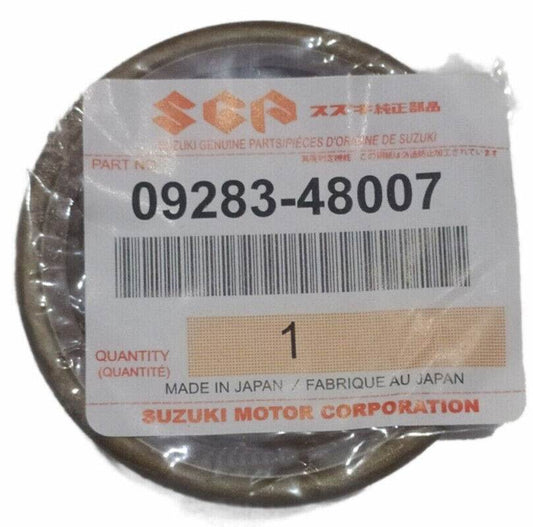 SGP スズキ純正部品
SUZUKI GENUINE PARTS/PIÈCES D'ORIGINE DE SUZUKI
PART NO.
09283-48007
QUANTITY 1
(QUANTITÉ)
MADE IN JAPAN / FABRIQUE AU JAPAN
SUZUKI MOTOR CORPORATION